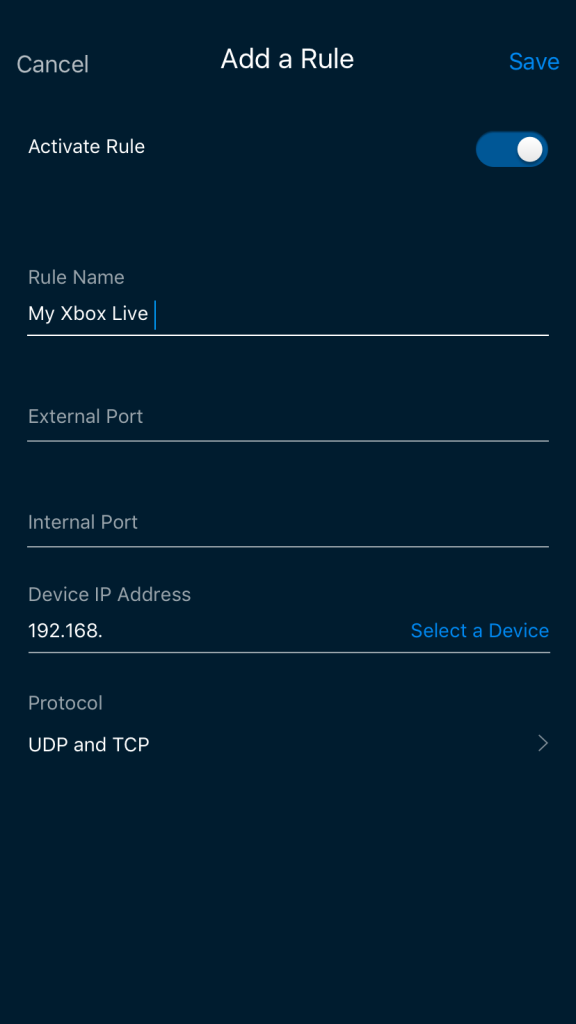 Cancel Add a Rule Save
Activate Rule
Rule Name
My Xbox Live
External Port
Internal Port
Device IP Address
192.168. Select a Device
Protocol
UDP and TCP